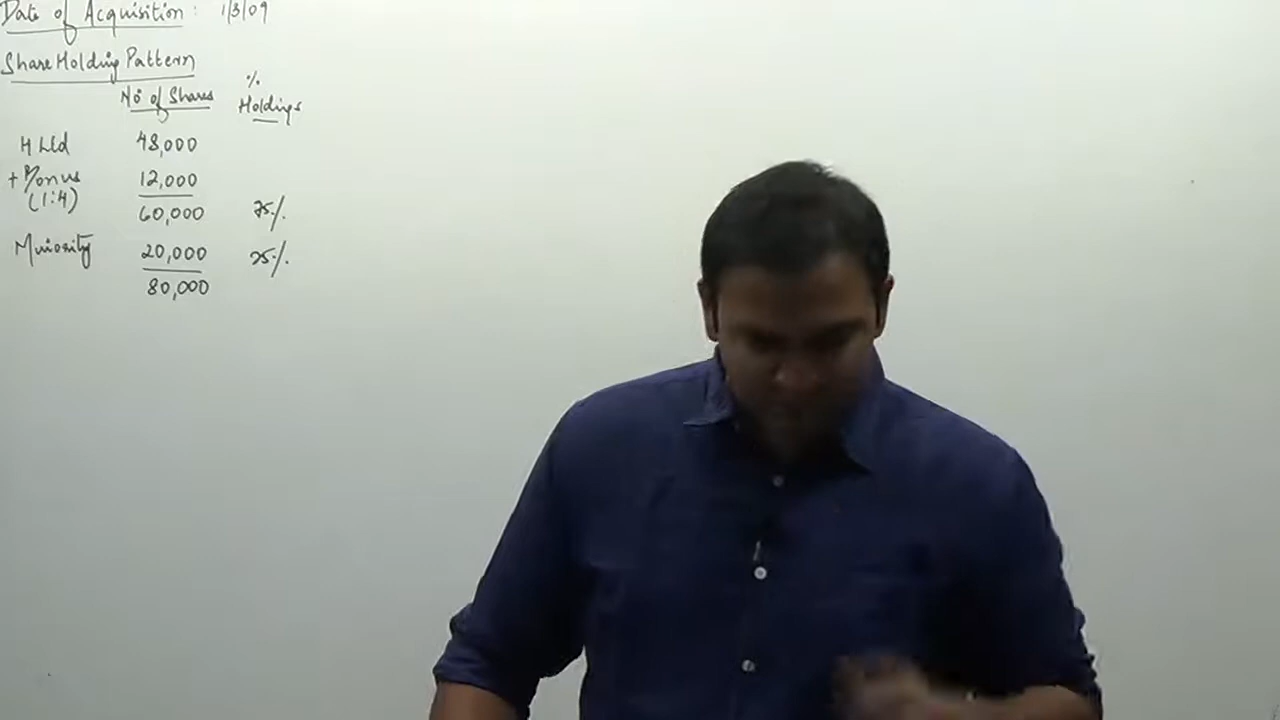 Date of Acquisition : 1/3/09
Share Holding Pattern
No of Shares % Holdings
H Ltd 48,000
+ Bonus (1:4) 12,000
60,000 75%
Minority 20,000 25%
80,000